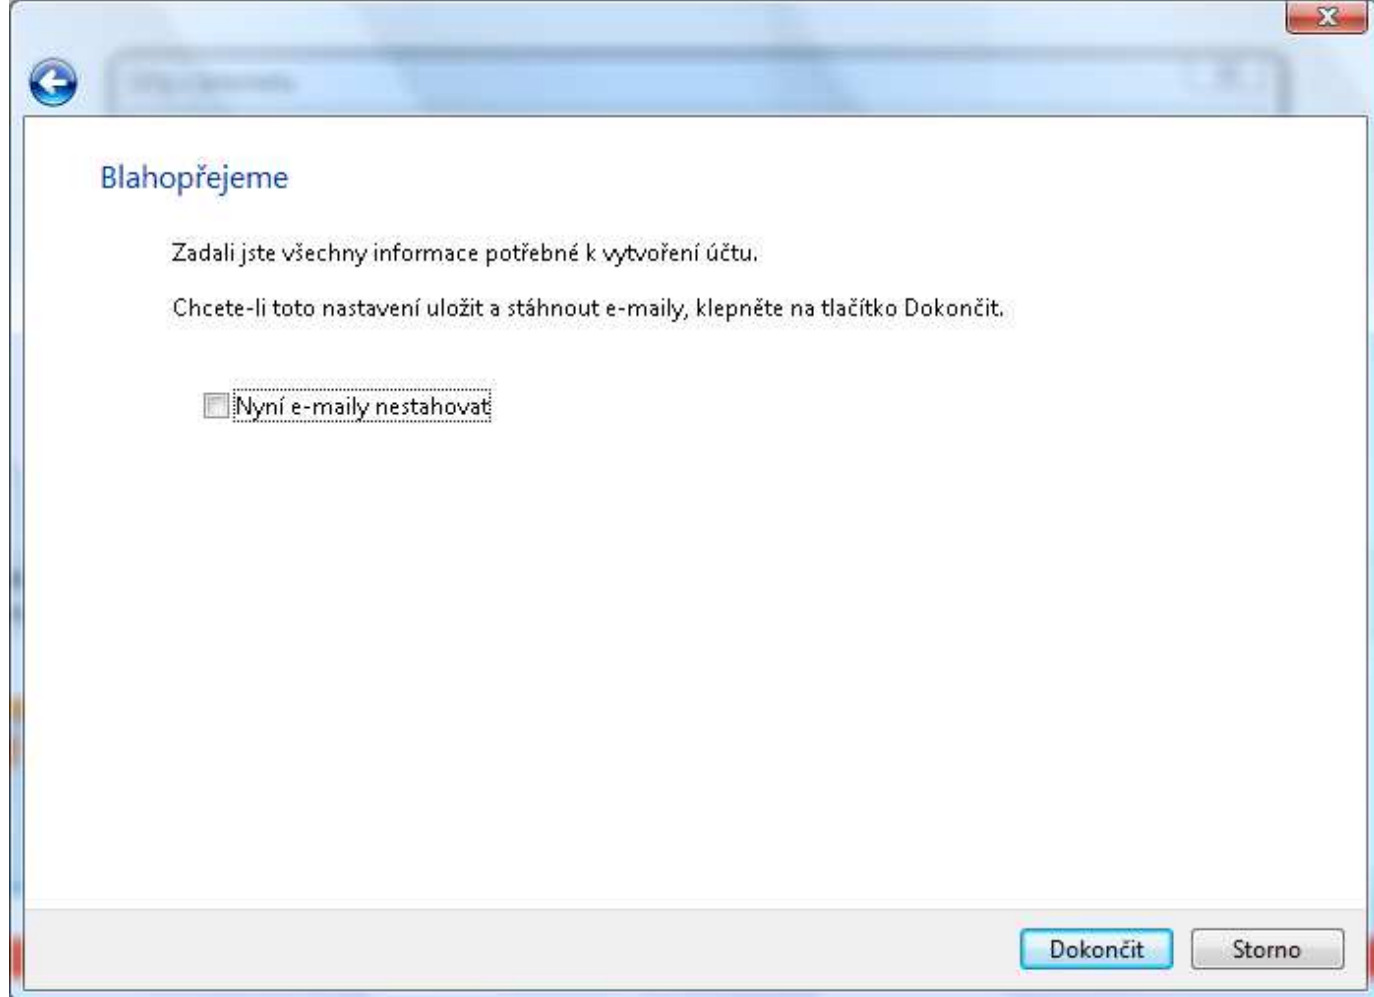 Blahopřejeme
Zadali jste všechny informace potřebné k vytvoření účtu.
Chcete-li toto nastavení uložit a stáhnout e-maily, klepněte na tlačítko Dokončit.
Nyní e-maily nestahovat
Dokončit
Storno